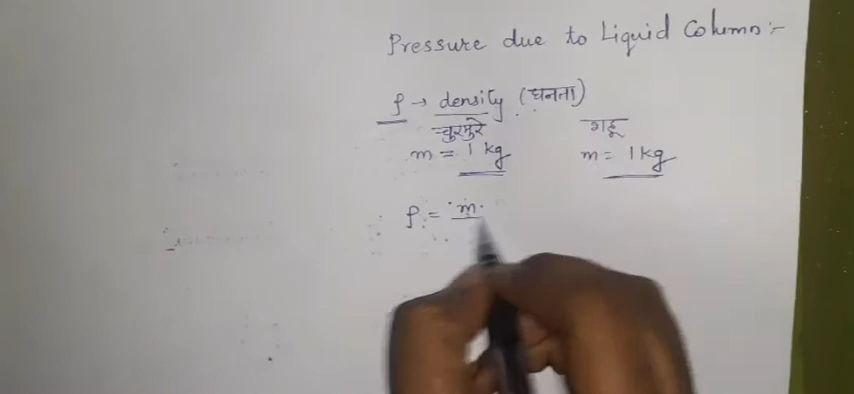 Pressure due to Liquid Column:-
ρ → density (घनता)
चुरमुरे गहू
m = 1 kg m = 1 kg
ρ = m